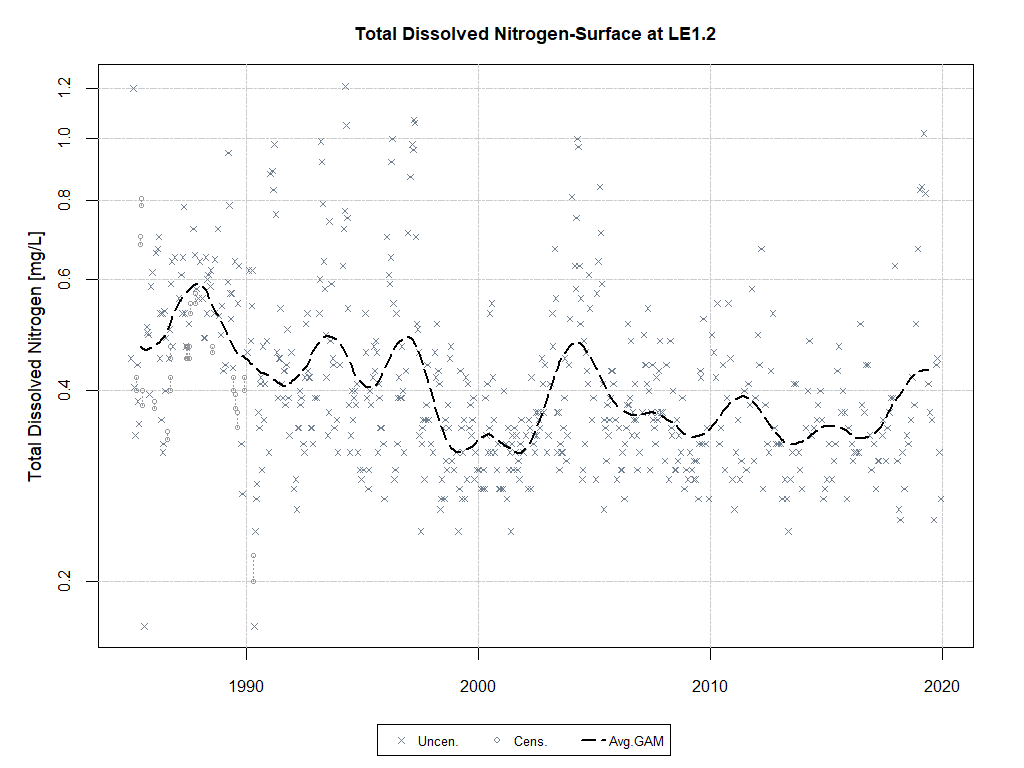 Total Dissolved Nitrogen-Surface at LE1.2
Total Dissolved Nitrogen [mg/L]
1.2
1.0
0.8
0.6
0.4
0.2
1990 2000 2010 2020
Uncen. Cens. Avg.GAM